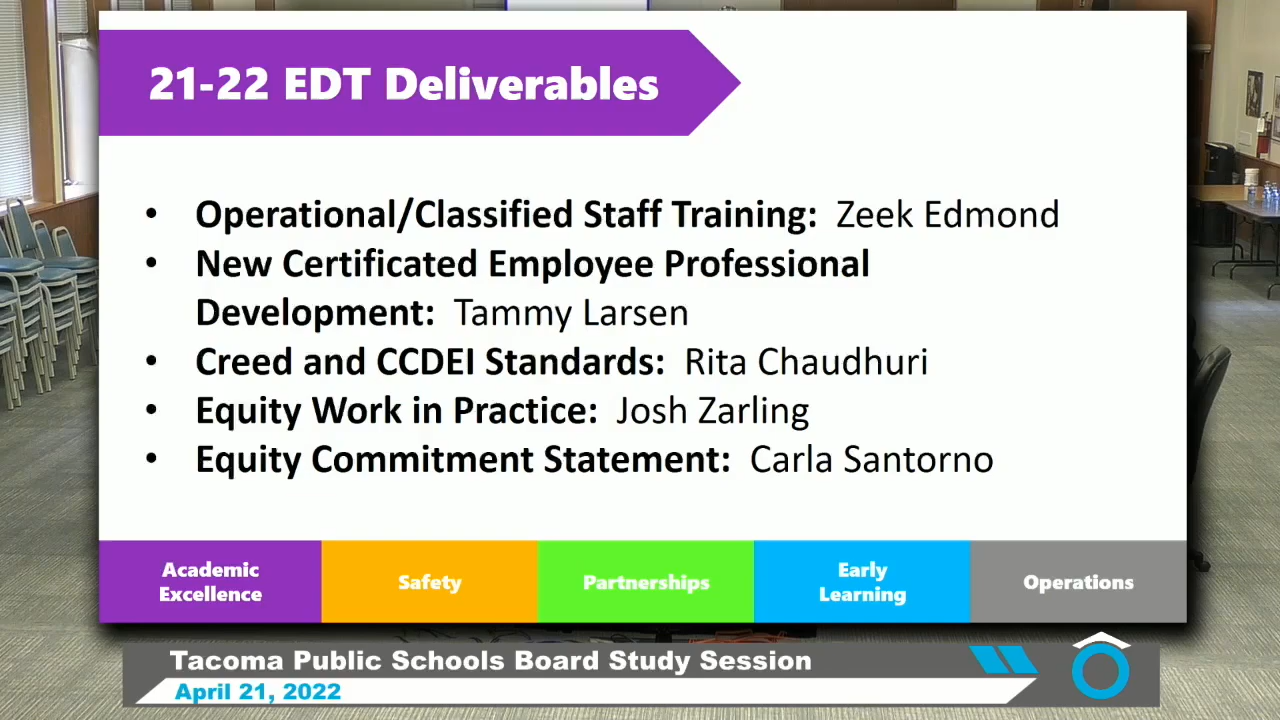 21-22 EDT Deliverables
• Operational/Classified Staff Training: Zeek Edmond
• New Certificated Employee Professional
Development: Tammy Larsen
• Creed and CCDEI Standards: Rita Chaudhuri
• Equity Work in Practice: Josh Zarling
• Equity Commitment Statement: Carla Santorno
Academic
Excellence
Safety
Partnerships
Early
Learning
Operations
Tacoma Public Schools Board Study Session
April 21, 2022